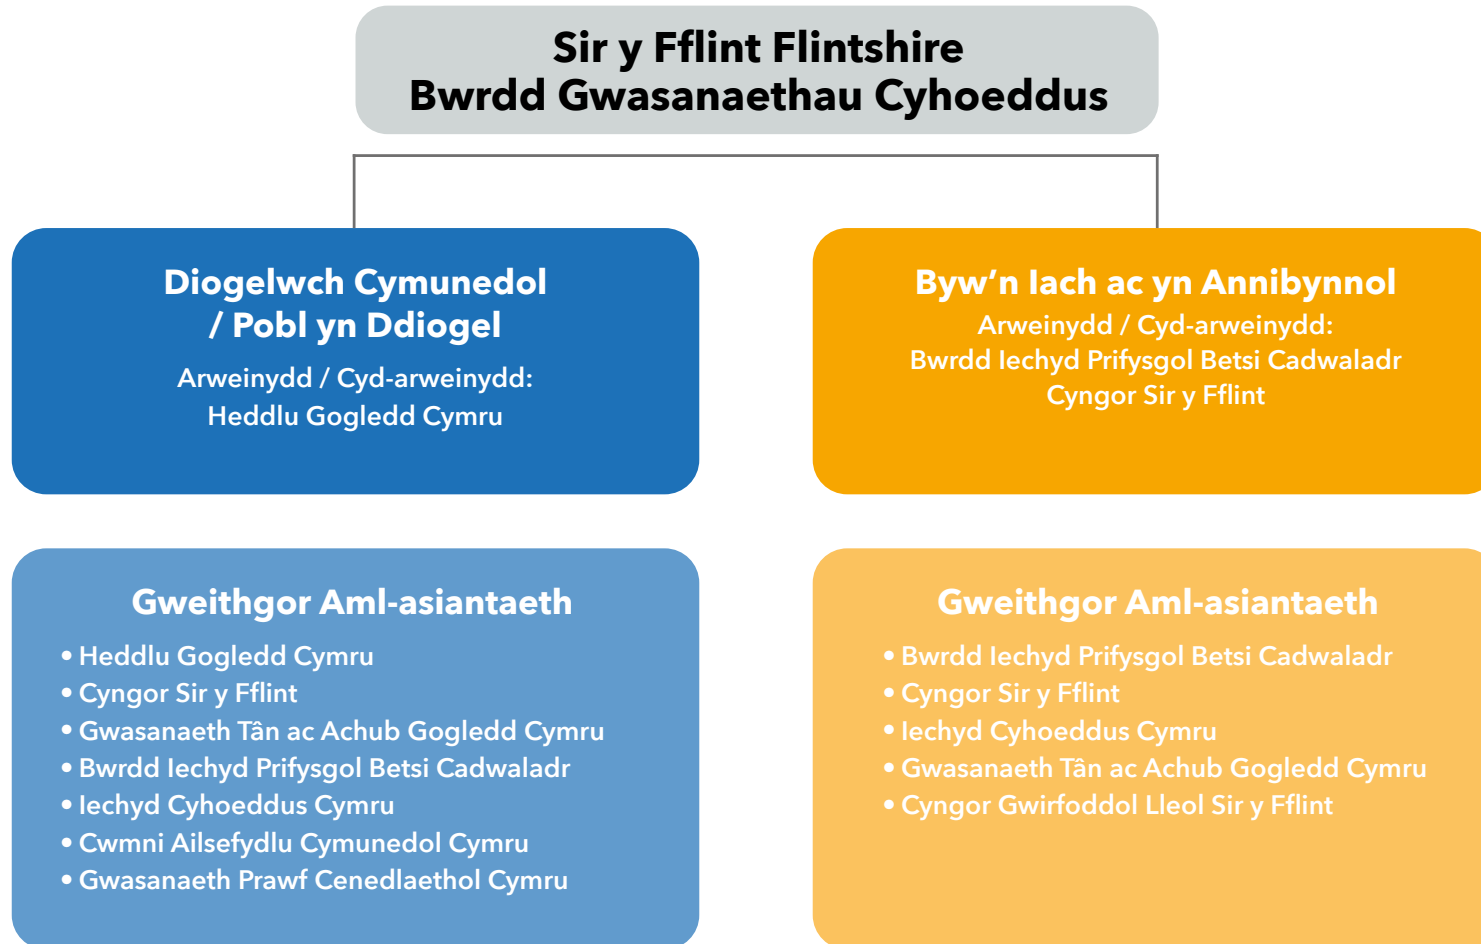 Sir y Fflint Flintshire
Bwrdd Gwasanaethau Cyhoeddus
Diogelwch Cymunedol
/ Pobl yn Ddiogel
Arweinydd / Cyd-arweinydd:
Heddlu Gogledd Cymru
Byw’n Iach ac yn Annibynnol
Arweinydd / Cyd-arweinydd:
Bwrdd Iechyd Prifysgol Betsi Cadwaladr
Cyngor Sir y Fflint
Gweithgor Aml-asiantaeth
• Heddlu Gogledd Cymru
• Cyngor Sir y Fflint
• Gwasanaeth Tân ac Achub Gogledd Cymru
• Bwrdd Iechyd Prifysgol Betsi Cadwaladr
• Iechyd Cyhoeddus Cymru
• Cwmni Ailsefydlu Cymunedol Cymru
• Gwasanaeth Prawf Cenedlaethol Cymru
Gweithgor Aml-asiantaeth
• Bwrdd Iechyd Prifysgol Betsi Cadwaladr
• Cyngor Sir y Fflint
• Iechyd Cyhoeddus Cymru
• Gwasanaeth Tân ac Achub Gogledd Cymru
• Cyngor Gwirfoddol Lleol Sir y Fflint